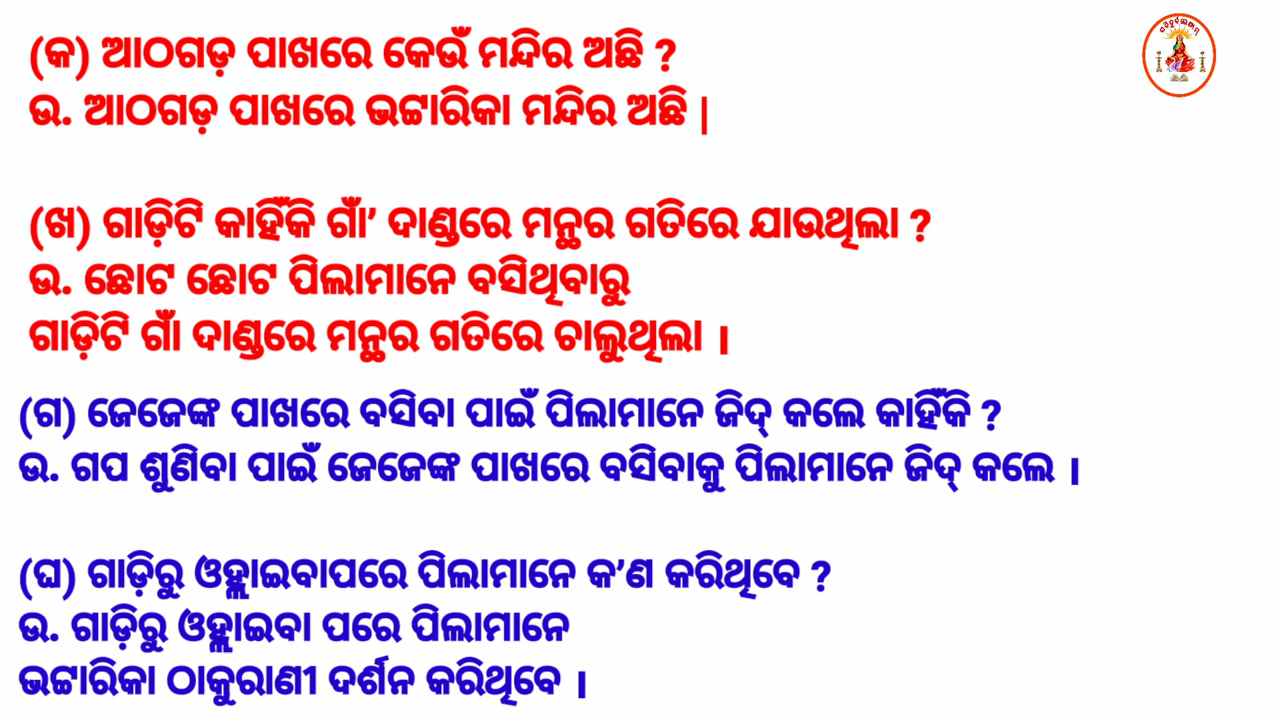 (କ) ଆଠଗଡ଼ ପାଖରେ କେଉଁ ମନ୍ଦିର ଅଛି ?
ଉ. ଆଠଗଡ଼ ପାଖରେ ଭଟ୍ଟାରିକା ମନ୍ଦିର ଅଛି |
(ଖ) ଗାଡ଼ିଟି କାହିଁକି ଗାଁ’ ଦାଣ୍ଡରେ ମନ୍ଥର ଗତିରେ ଯାଉଥିଲା ?
ଉ. ଛୋଟ ଛୋଟ ପିଲାମାନେ ବସିଥିବାରୁ
ଗାଡ଼ିଟି ଗାଁ ଦାଣ୍ଡରେ ମନ୍ଥର ଗତିରେ ଚାଲୁଥିଲା ।
(ଗ) ଜେଜେଙ୍କ ପାଖରେ ବସିବା ପାଇଁ ପିଲାମାନେ ଜିଦ୍ କଲେ କାହିଁକି ?
ଉ. ଗପ ଶୁଣିବା ପାଇଁ ଜେଜେଙ୍କ ପାଖରେ ବସିବାକୁ ପିଲାମାନେ ଜିଦ୍ କଲେ ।
(ଘ) ଗାଡ଼ିରୁ ଓହ୍ଲାଇବାପରେ ପିଲାମାନେ କ’ଣ କରିଥିବେ ?
ଉ. ଗାଡ଼ିରୁ ଓହ୍ଲାଇବା ପରେ ପିଲାମାନେ
ଭଟ୍ଟାରିକା ଠାକୁରାଣୀ ଦର୍ଶନ କରିଥିବେ ।